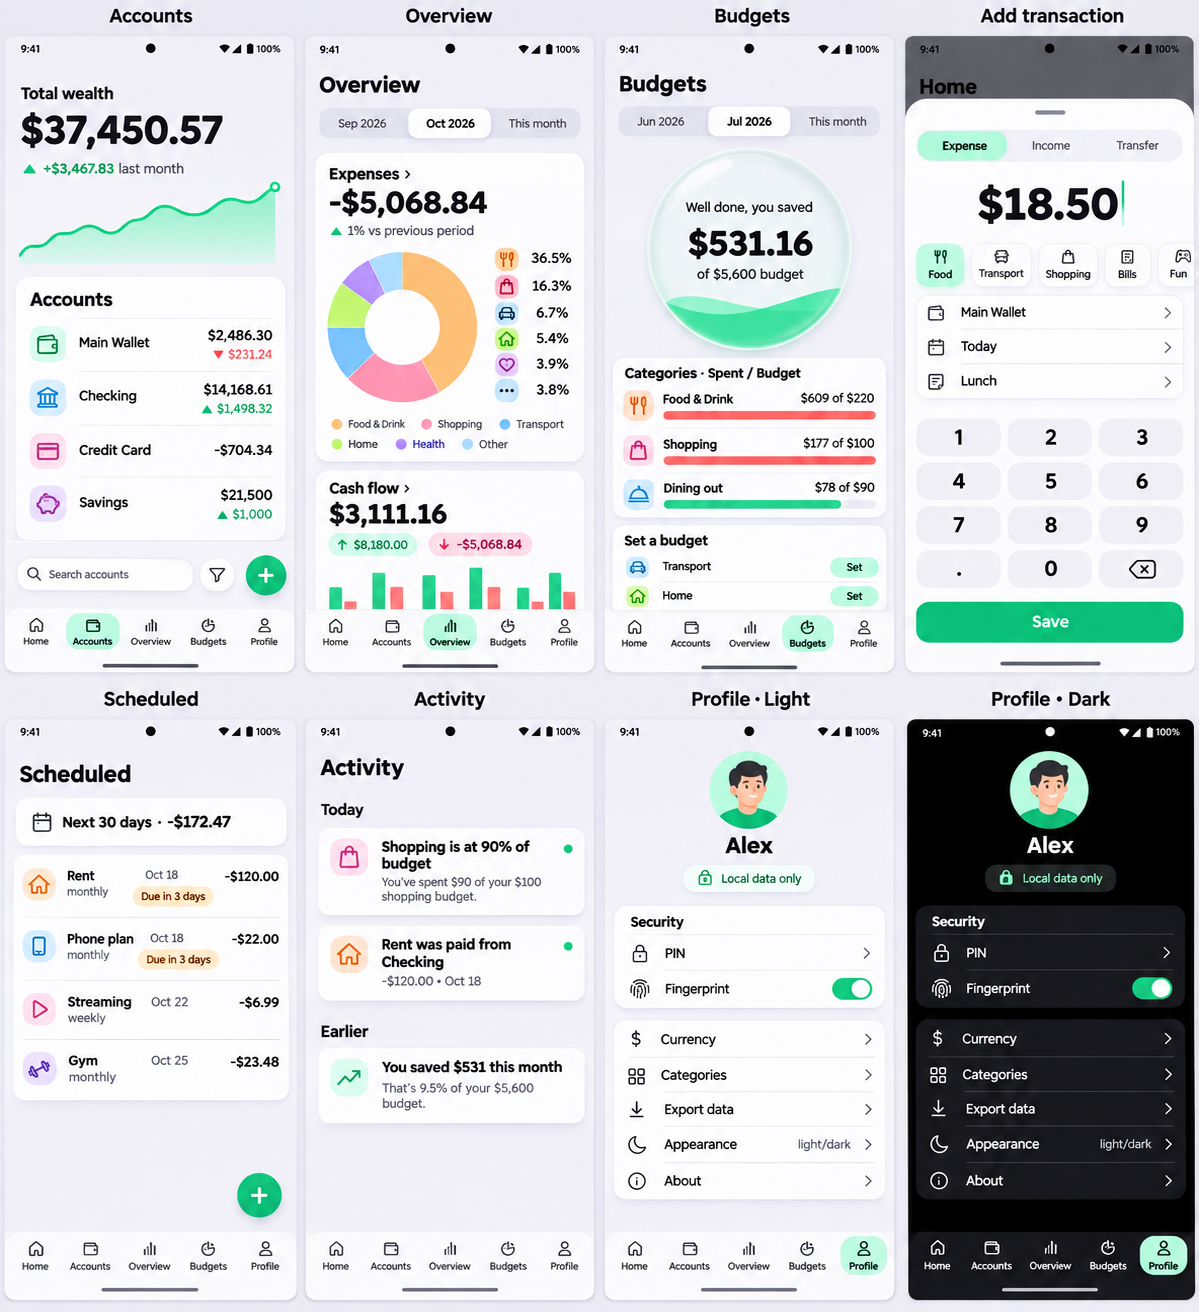 Accounts
9:41
100%
Total wealth
$37,450.57
+$3,467.83 last month
Accounts
Main Wallet
$2,486.30
$231.24
Checking
$14,168.61
$1,498.32
Credit Card
-$704.34
Savings
$21,500
$1,000
Search accounts
Home
Accounts
Overview
Budgets
Profile
Overview
9:41
100%
Overview
Sep 2026
Oct 2026
This month
Expenses
-$5,068.84
1% vs previous period
36.5%
16.3%
6.7%
5.4%
3.9%
3.8%
Food & Drink
Shopping
Transport
Home
Health
Other
Cash flow
$3,111.16
$8,180.00
-$5,068.84
Home
Accounts
Overview
Budgets
Profile
Budgets
9:41
100%
Budgets
Jun 2026
Jul 2026
This month
Well done, you saved
$531.16
of $5,600 budget
Categories · Spent / Budget
Food & Drink
$609 of $220
Shopping
$177 of $100
Dining out
$78 of $90
Set a budget
Transport
Set
Home
Set
Home
Accounts
Overview
Budgets
Profile
Add transaction
9:41
100%
Home
Expense
Income
Transfer
$18.50
Food
Transport
Shopping
Bills
Fun
Main Wallet
Today
Lunch
1
2
3
4
5
6
7
8
9
.
0
Save
Scheduled
9:41
100%
Scheduled
Next 30 days · -$172.47
Rent
monthly
Oct 18
Due in 3 days
-$120.00
Phone plan
monthly
Oct 18
Due in 3 days
-$22.00
Streaming
weekly
Oct 22
-$6.99
Gym
monthly
Oct 25
-$23.48
Home
Accounts
Overview
Budgets
Profile
Activity
9:41
100%
Activity
Today
Shopping is at 90% of
budget
You've spent $90 of your $100
shopping budget.
Rent was paid from
Checking
-$120.00 • Oct 18
Earlier
You saved $531 this month
That's 9.5% of your $5,600
budget.
Home
Accounts
Overview
Budgets
Profile
Profile · Light
9:41
100%
Alex
Local data only
Security
PIN
Fingerprint
Currency
Categories
Export data
Appearance
light/dark
About
Home
Accounts
Overview
Budgets
Profile
Profile • Dark
9:41
100%
Alex
Local data only
Security
PIN
Fingerprint
Currency
Categories
Export data
Appearance
light/dark
About
Home
Accounts
Overview
Budgets
Profile